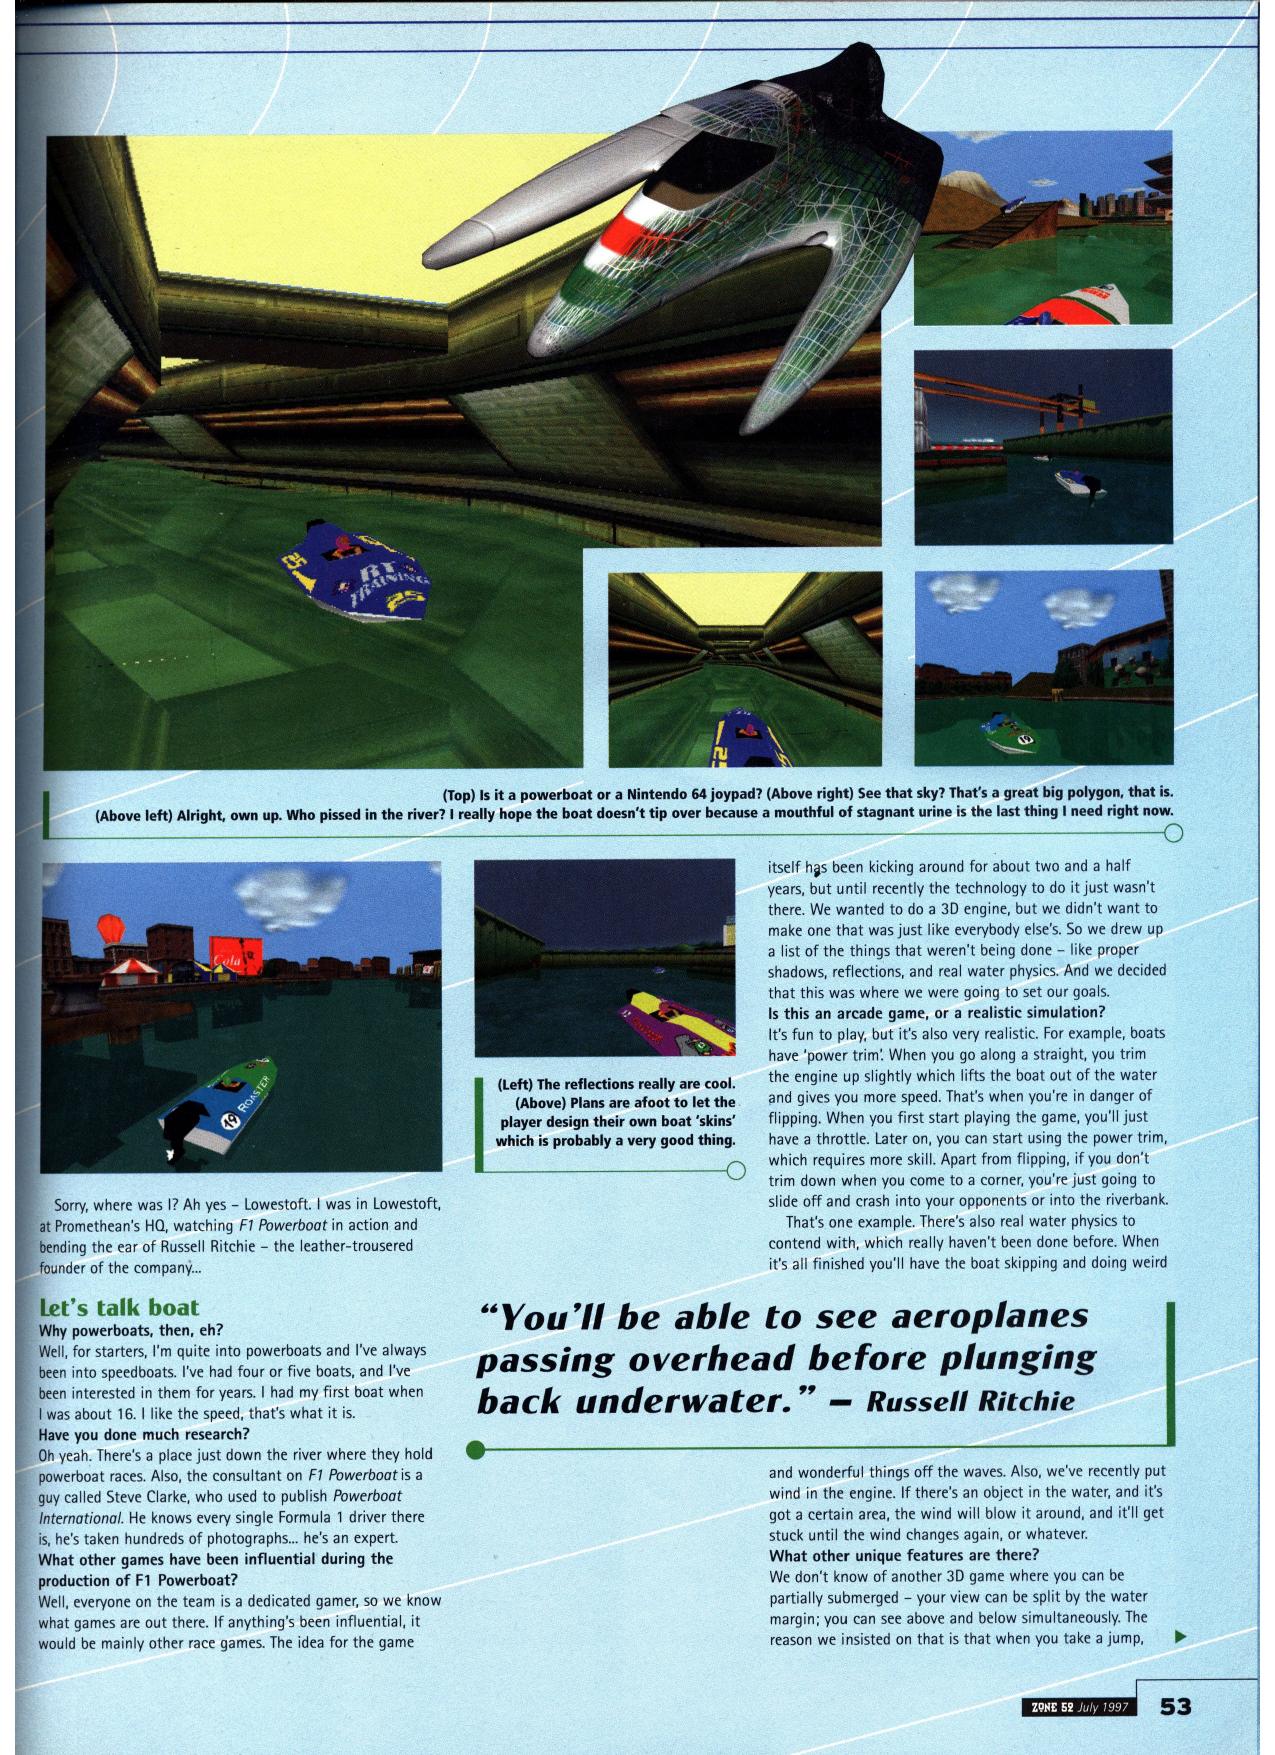 RT
TRAINING
25
25
25
19
(Top) Is it a powerboat or a Nintendo 64 joypad? (Above right) See that sky? That's a great big polygon, that is.
(Above left) Alright, own up. Who pissed in the river? I really hope the boat doesn't tip over because a mouthful of stagnant urine is the last thing I need right now.
Cola
19 ROASTER
(Left) The reflections really are cool.
(Above) Plans are afoot to let the
player design their own boat 'skins'
which is probably a very good thing.
Sorry, where was I? Ah yes – Lowestoft. I was in Lowestoft,
at Promethean's HQ, watching F1 Powerboat in action and
bending the ear of Russell Ritchie – the leather-trousered
founder of the company...
Let's talk boat
Why powerboats, then, eh?
Well, for starters, I'm quite into powerboats and I've always
been into speedboats. I've had four or five boats, and I've
been interested in them for years. I had my first boat when
I was about 16. I like the speed, that's what it is.
Have you done much research?
Oh yeah. There's a place just down the river where they hold
powerboat races. Also, the consultant on F1 Powerboat is a
guy called Steve Clarke, who used to publish Powerboat
International. He knows every single Formula 1 driver there
is, he's taken hundreds of photographs... he's an expert.
What other games have been influential during the
production of F1 Powerboat?
Well, everyone on the team is a dedicated gamer, so we know
what games are out there. If anything's been influential, it
would be mainly other race games. The idea for the game
itself has been kicking around for about two and a half
years, but until recently the technology to do it just wasn't
there. We wanted to do a 3D engine, but we didn't want to
make one that was just like everybody else's. So we drew up
a list of the things that weren't being done – like proper
shadows, reflections, and real water physics. And we decided
that this was where we were going to set our goals.
Is this an arcade game, or a realistic simulation?
It's fun to play, but it's also very realistic. For example, boats
have 'power trim'. When you go along a straight, you trim
the engine up slightly which lifts the boat out of the water
and gives you more speed. That's when you're in danger of
flipping. When you first start playing the game, you'll just
have a throttle. Later on, you can start using the power trim,
which requires more skill. Apart from flipping, if you don't
trim down when you come to a corner, you're just going to
slide off and crash into your opponents or into the riverbank.
That's one example. There's also real water physics to
contend with, which really haven't been done before. When
it's all finished you'll have the boat skipping and doing weird
"You'll be able to see aeroplanes
passing overhead before plunging
back underwater." – Russell Ritchie
and wonderful things off the waves. Also, we've recently put
wind in the engine. If there's an object in the water, and it's
got a certain area, the wind will blow it around, and it'll get
stuck until the wind changes again, or whatever.
What other unique features are there?
We don't know of another 3D game where you can be
partially submerged – your view can be split by the water
margin; you can see above and below simultaneously. The
reason we insisted on that is that when you take a jump,
ZONE 52 July 1997 53